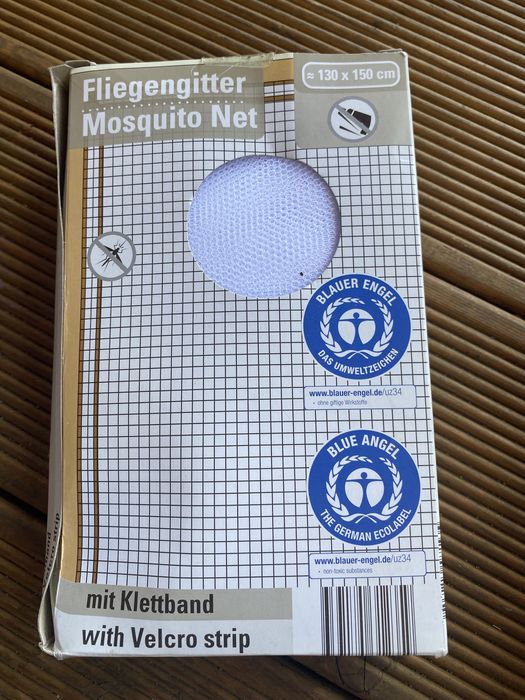 Fliegengitter
Mosquito Net
≈ 130 x 150 cm
BLAUER ENGEL
DAS UMWELTZEICHEN
www.blauer-engel.de/uz34
• ohne giftige Wirkstoffe
BLUE ANGEL
THE GERMAN ECOLABEL
www.blauer-engel.de/uz34
• non-toxic substances
mit Klettband
with Velcro strip